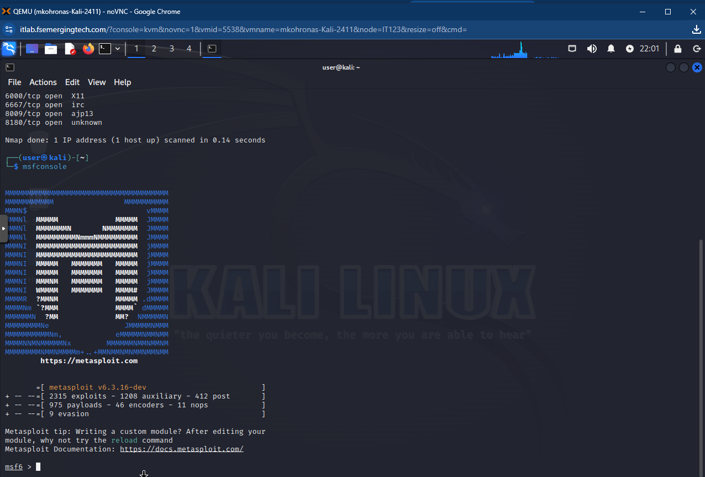 QEMU (mkohronas-Kali-2411) - noVNC - Google Chrome
itlab.fsemergingtech.com/?console=kvm&novnc=1&vmid=5538&vmname=mkohronas-Kali-2411&node=IT123&resize=off&cmd=
1 2 3 4 22:01
user@kali: ~
File Actions Edit View Help
6000/tcp open X11
6667/tcp open irc
8009/tcp open ajp13
8180/tcp open unknown
Nmap done: 1 IP address (1 host up) scanned in 0.14 seconds
┌──(user㉿kali)-[~]
└─$ msfconsole
KALI LINUX
"the quieter you become, the more you are able to hear"
https://metasploit.com
=[ metasploit v6.3.16-dev ]
+ -- --=[ 2315 exploits - 1208 auxiliary - 412 post ]
+ -- --=[ 975 payloads - 46 encoders - 11 nops ]
+ -- --=[ 9 evasion ]
Metasploit tip: Writing a custom module? After editing your
module, why not try the reload command
Metasploit Documentation: https://docs.metasploit.com/
msf6 >